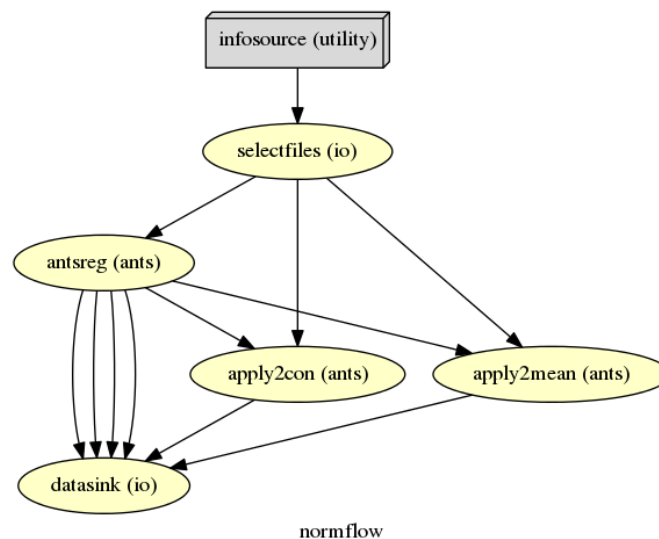 infosource (utility)
selectfiles (io)
antsreg (ants)
apply2con (ants)
apply2mean (ants)
datasink (io)
normflow